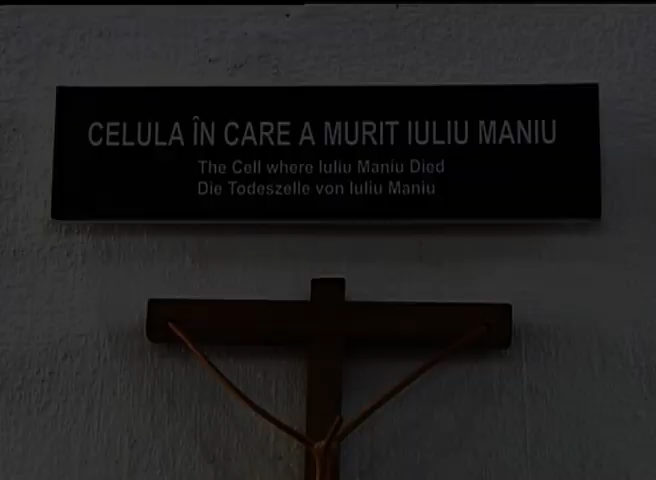 CELULA ÎN CARE A MURIT IULIU MANIU
The Cell where Iuliu Maniu Died
Die Todeszelle von Iuliu Maniu